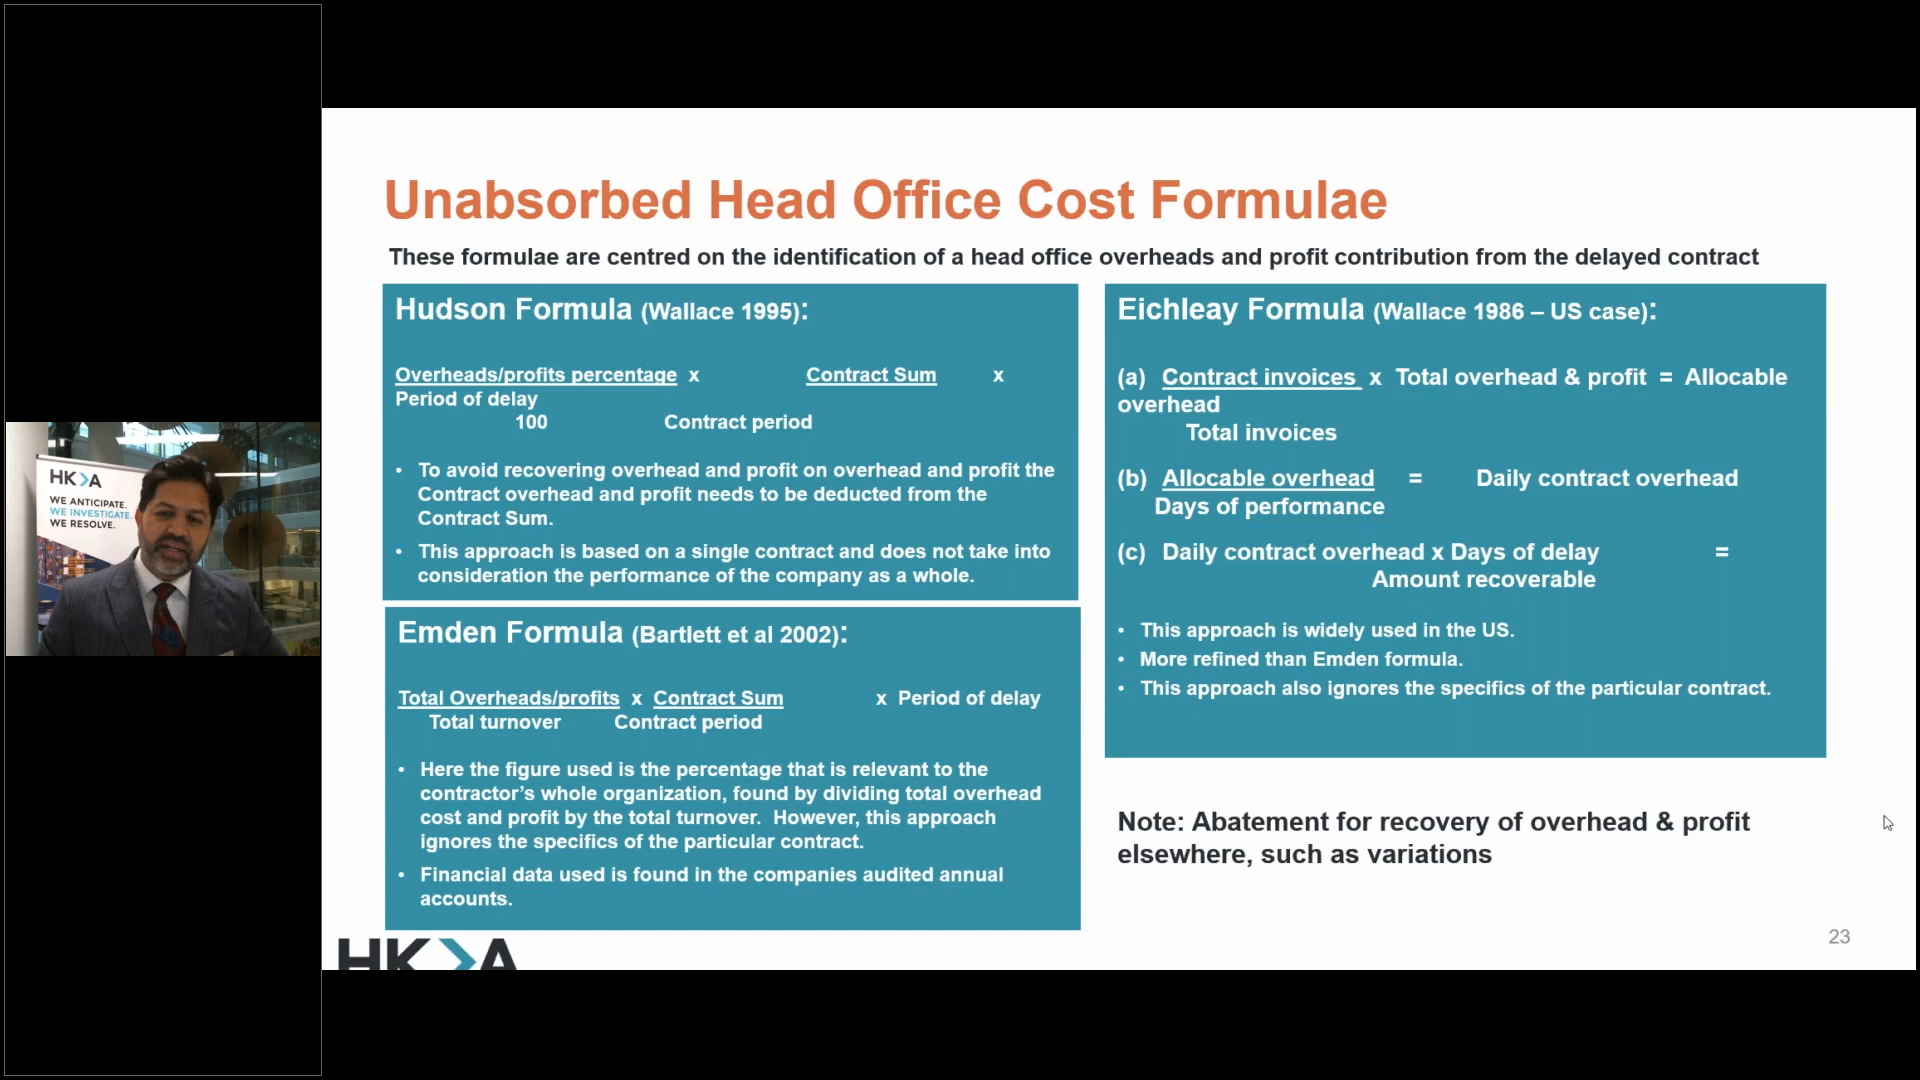 HKA
WE ANTICIPATE.
WE INVESTIGATE.
WE RESOLVE.
Unabsorbed Head Office Cost Formulae
These formulae are centred on the identification of a head office overheads and profit contribution from the delayed contract
Hudson Formula (Wallace 1995):
Overheads/profits percentage x Contract Sum x
Period of delay
100 Contract period
• To avoid recovering overhead and profit on overhead and profit the
Contract overhead and profit needs to be deducted from the
Contract Sum.
• This approach is based on a single contract and does not take into
consideration the performance of the company as a whole.
Emden Formula (Bartlett et al 2002):
Total Overheads/profits x Contract Sum x Period of delay
Total turnover Contract period
• Here the figure used is the percentage that is relevant to the
contractor’s whole organization, found by dividing total overhead
cost and profit by the total turnover. However, this approach
ignores the specifics of the particular contract.
• Financial data used is found in the companies audited annual
accounts.
Eichleay Formula (Wallace 1986 – US case):
(a) Contract invoices x Total overhead & profit = Allocable
overhead
Total invoices
(b) Allocable overhead = Daily contract overhead
Days of performance
(c) Daily contract overhead x Days of delay =
Amount recoverable
• This approach is widely used in the US.
• More refined than Emden formula.
• This approach also ignores the specifics of the particular contract.
Note: Abatement for recovery of overhead & profit
elsewhere, such as variations
HKA
23